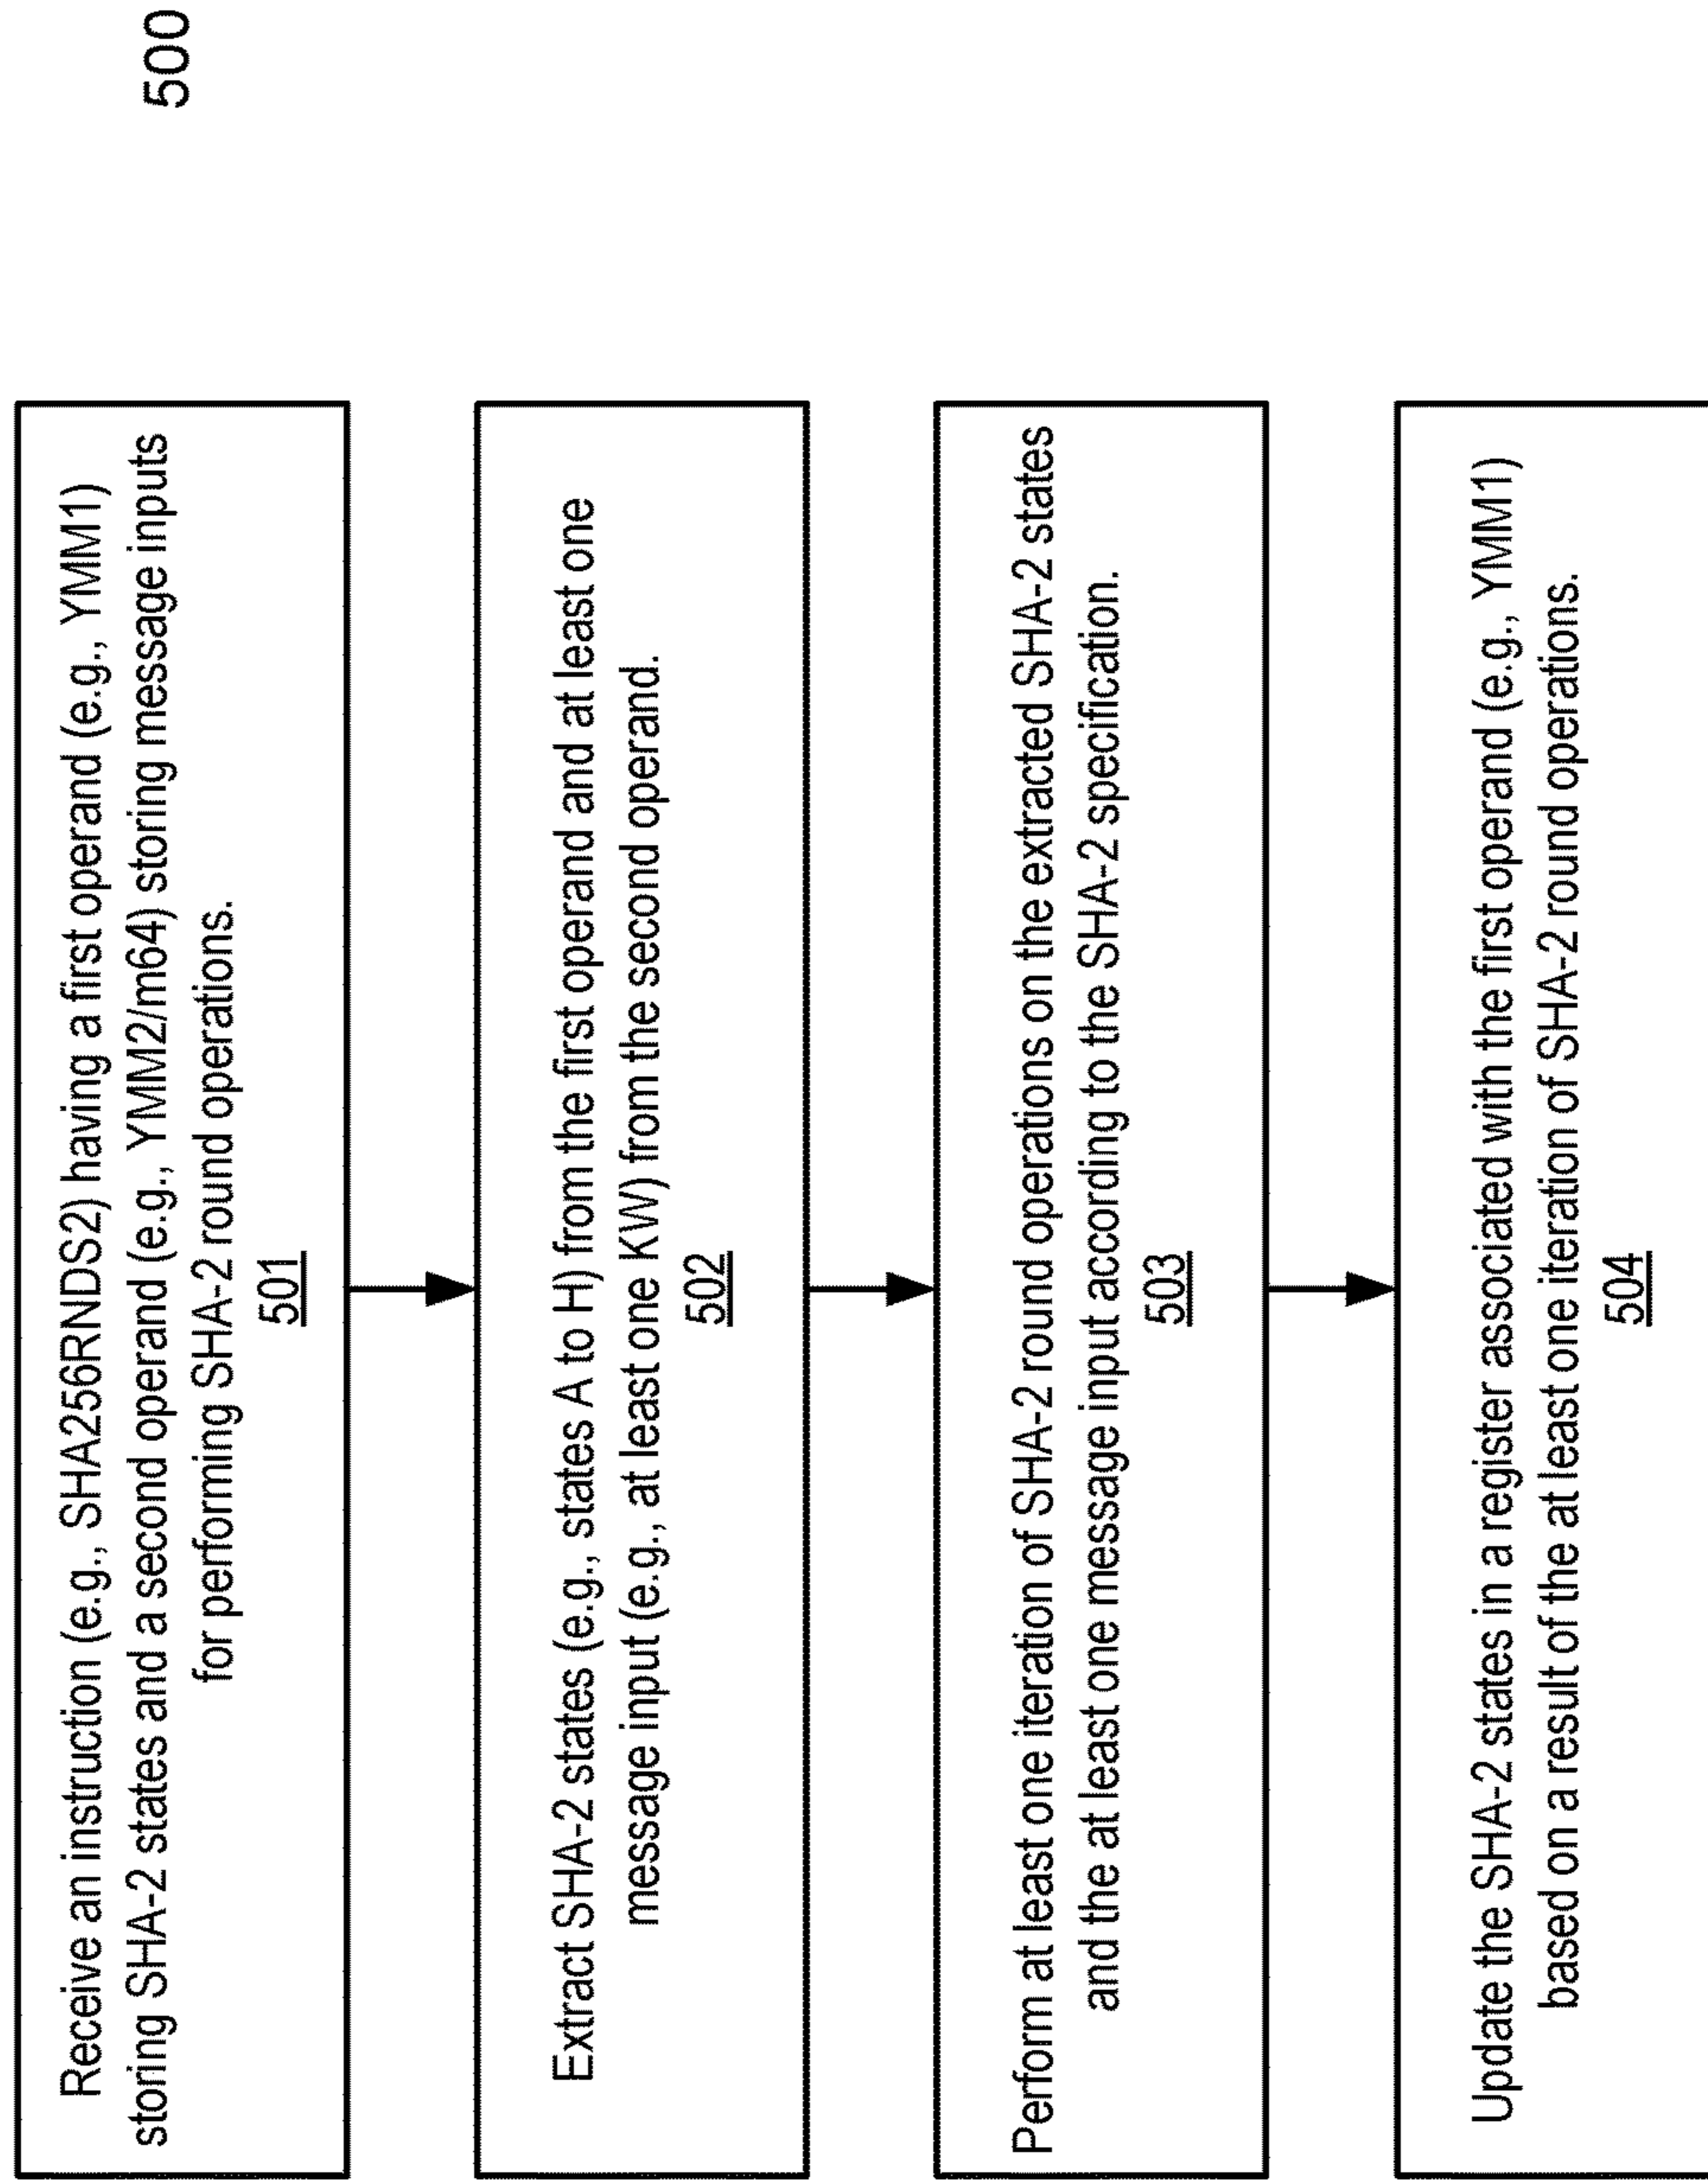 500
Receive an instruction (e.g., SHA256RNDS2) having a first operand (e.g., YMM1)
storing SHA-2 states and a second operand (e.g., YMM2/m64) storing message inputs
for performing SHA-2 round operations.
501
Extract SHA-2 states (e.g., states A to H) from the first operand and at least one
message input (e.g., at least one KW) from the second operand.
502
Perform at least one iteration of SHA-2 round operations on the extracted SHA-2 states
and the at least one message input according to the SHA-2 specification.
503
Update the SHA-2 states in a register associated with the first operand (e.g., YMM1)
based on a result of the at least one iteration of SHA-2 round operations.
504